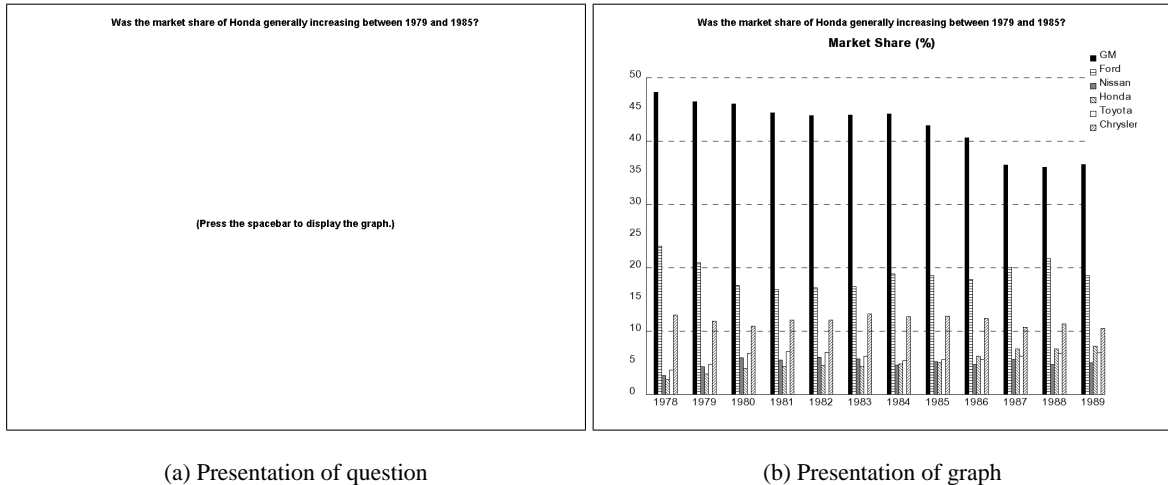 Was the market share of Honda generally increasing between 1979 and 1985?
(Press the spacebar to display the graph.)
(a) Presentation of question
Was the market share of Honda generally increasing between 1979 and 1985?
Market Share (%)
GM
Ford
Nissan
Honda
Toyota
Chrysler
50
45
40
35
30
25
20
15
10
5
0
1978 1979 1980 1981 1982 1983 1984 1985 1986 1987 1988 1989
(b) Presentation of graph